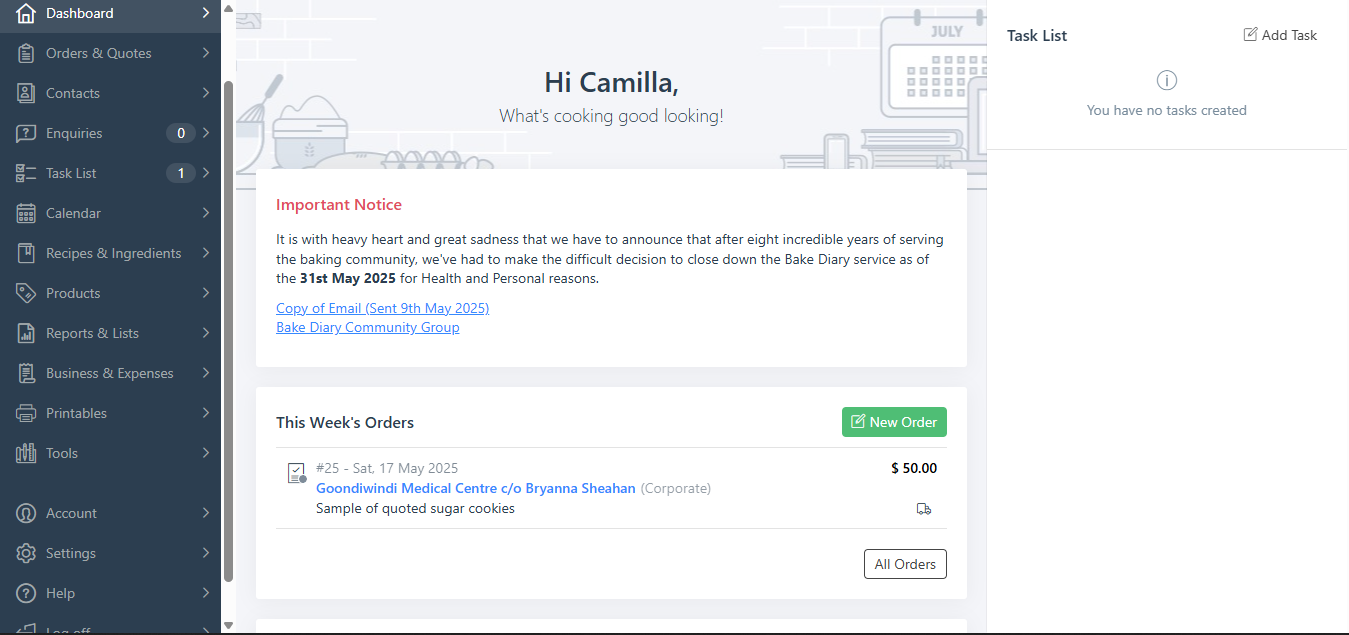 Dashboard
Orders & Quotes
Contacts
Enquiries 0
Task List 1
Calendar
Recipes & Ingredients
Products
Reports & Lists
Business & Expenses
Printables
Tools
Account
Settings
Help
Log off
JULY
Hi Camilla,
What's cooking good looking!
Important Notice
It is with heavy heart and great sadness that we have to announce that after eight incredible years of serving
the baking community, we've had to make the difficult decision to close down the Bake Diary service as of
the 31st May 2025 for Health and Personal reasons.
Copy of Email (Sent 9th May 2025)
Bake Diary Community Group
This Week's Orders
New Order
#25 - Sat, 17 May 2025
$ 50.00
Goondiwindi Medical Centre c/o Bryanna Sheahan (Corporate)
Sample of quoted sugar cookies
All Orders
Task List
Add Task
You have no tasks created